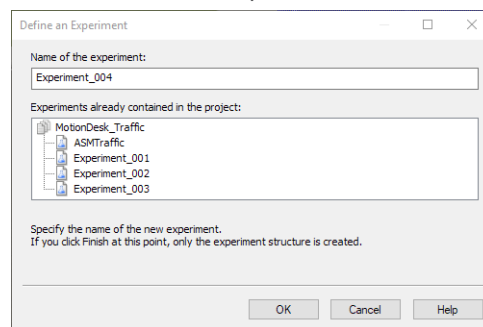 Define an Experiment
Name of the experiment:
Experiment_004
Experiments already contained in the project:
MotionDesk_Traffic
ASMTraffic
Experiment_001
Experiment_002
Experiment_003
Specify the name of the new experiment.
If you click Finish at this point, only the experiment structure is created.
OK Cancel Help